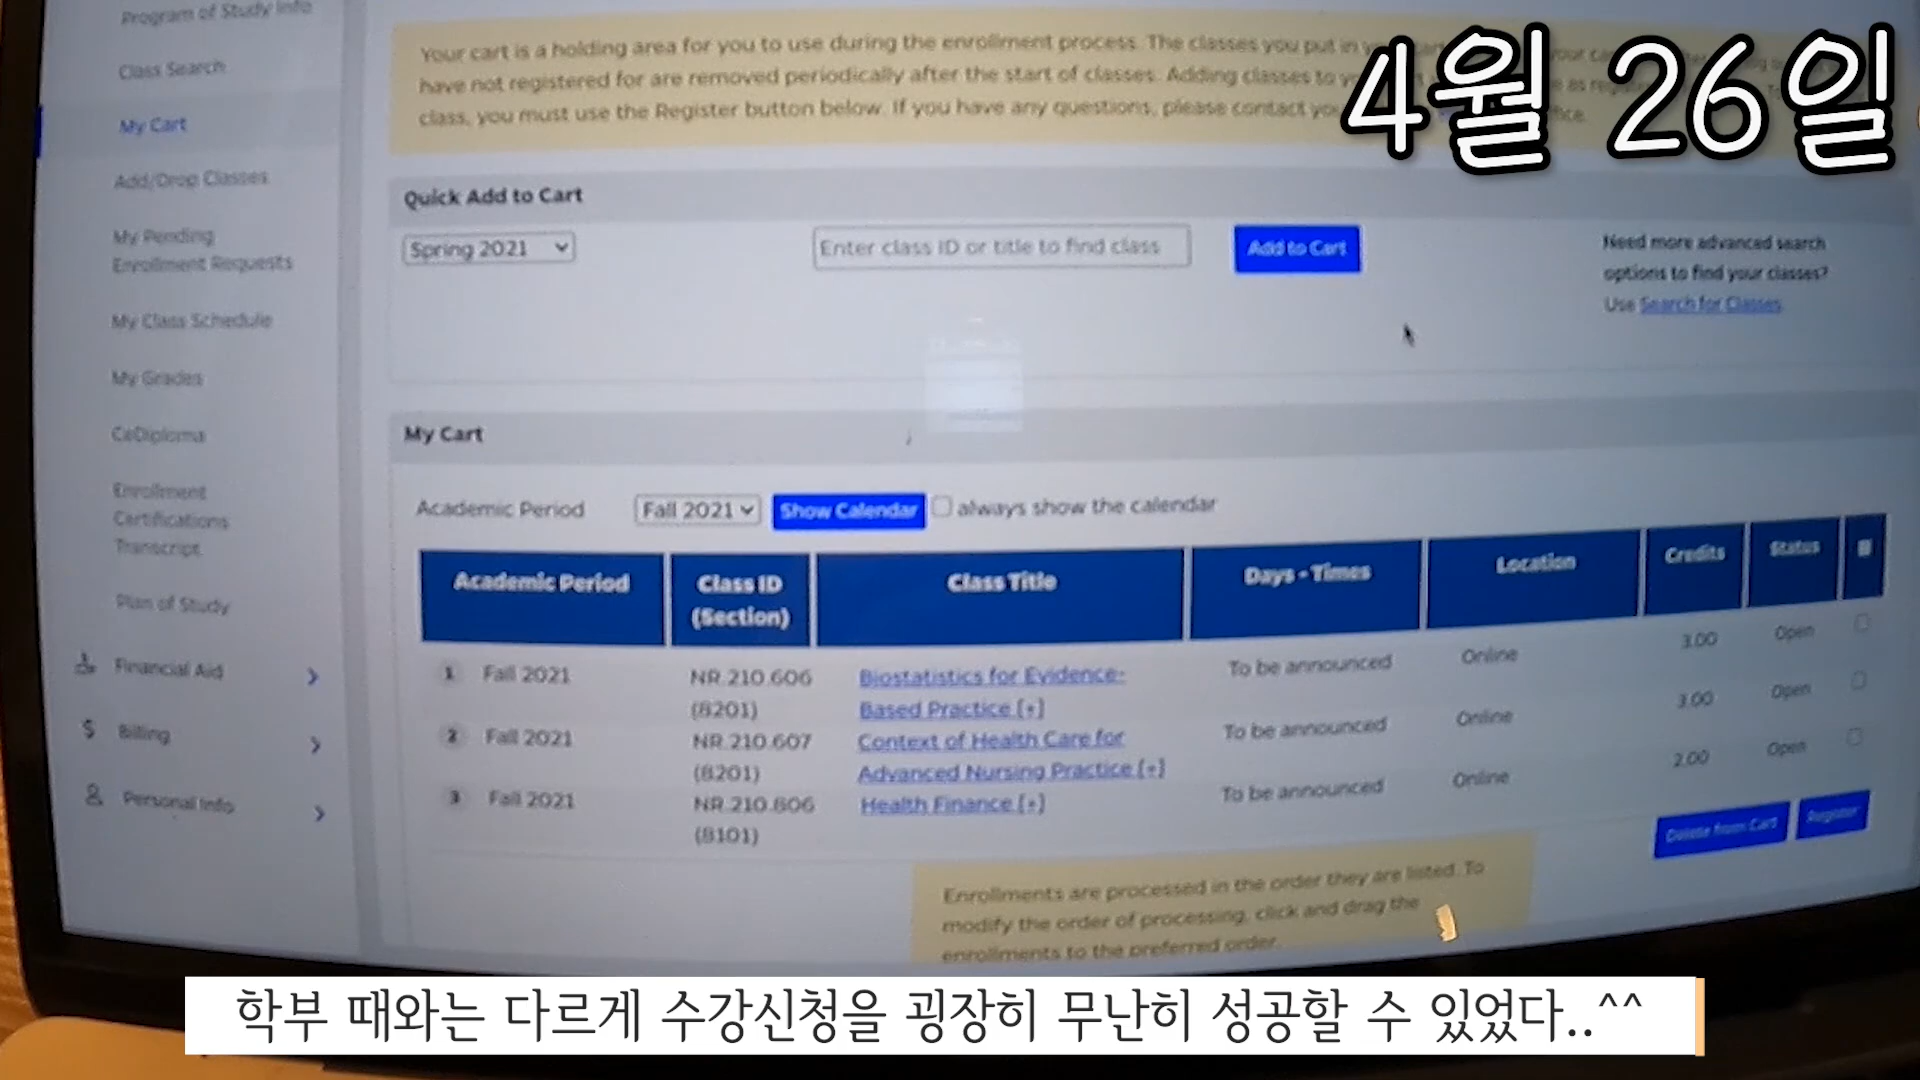 Program of Study Info
Class Search
My Cart
Add/Drop Classes
My Pending
Enrollment Requests
My Class Schedule
My Grades
CeDiploma
Enrollment
Certifications
Transcript
Plan of Study
Financial Aid
Billing
Personal Info
Your cart is a holding area for you to use during the enrollment process. The classes you put in
have not registered for are removed periodically after the start of classes. Adding classes to
class, you must use the Register button below. If you have any questions, please contact
4월 26일
Quick Add to Cart
Spring 2021
Enter class ID or title to find class
Add to Cart
Need more advanced search
options to find your classes?
Use Search for Classes
My Cart
Academic Period
Fall 2021
Show Calendar
always show the calendar
Academic Period Class ID (Section) Class Title Days - Times Location Credits Status
1 Fall 2021 NR.210.606 Biostatistics for Evidence- To be announced Online 3.00 Open
(8201) Based Practice [+]
2 Fall 2021 NR.210.607 Context of Health Care for To be announced Online 3.00 Open
(8201) Advanced Nursing Practice [+]
3 Fall 2021 NR.210.806 Health Finance [+] To be announced Online 2.00 Open
(8101)
Delete from Cart
Register
Enrollments are processed in the order they are listed. To
modify the order of processing, click and drag the
enrollments to the preferred order.
학부 때와는 다르게 수강신청을 굉장히 무난히 성공할 수 있었다..^^